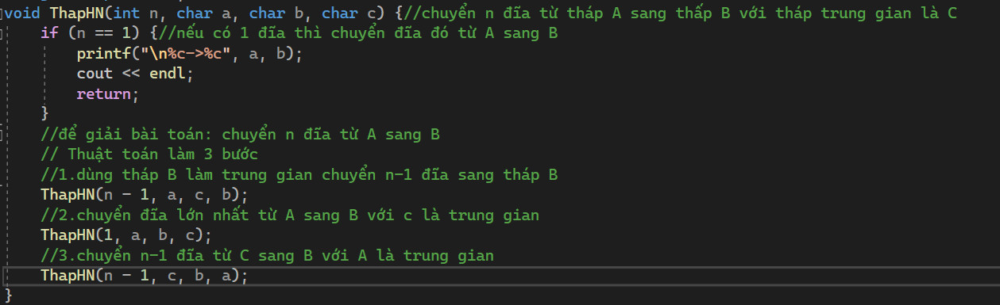 void ThapHN(int n, char a, char b, char c) {//chuyển n đĩa từ tháp A sang thấp B với tháp trung gian là C
if (n == 1) {//nếu có 1 đĩa thì chuyển đĩa đó từ A sang B
printf("\n%c->%c", a, b);
cout << endl;
return;
}
//để giải bài toán: chuyển n đĩa từ A sang B
// Thuật toán làm 3 bước
//1.dùng tháp B làm trung gian chuyển n-1 đĩa sang tháp B
ThapHN(n - 1, a, c, b);
//2.chuyển đĩa lớn nhất từ A sang B với c là trung gian
ThapHN(1, a, b, c);
//3.chuyển n-1 đĩa từ C sang B với A là trung gian
ThapHN(n - 1, c, b, a);
}